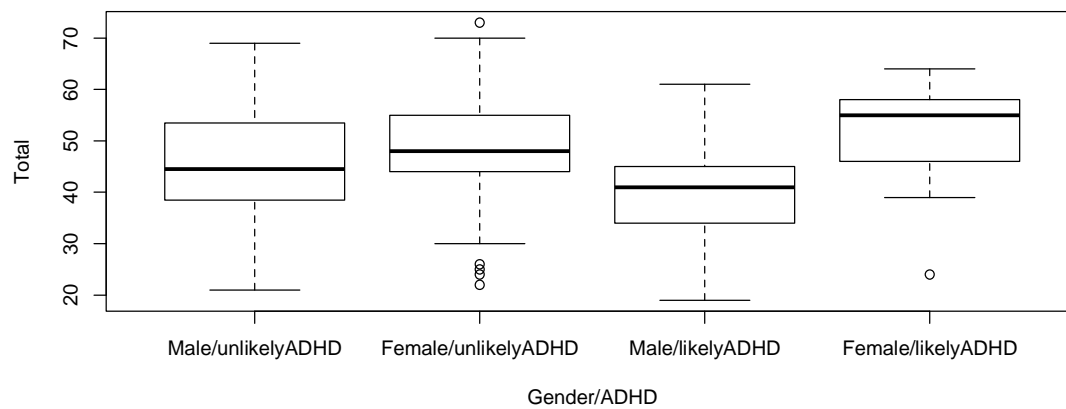 Total
70
60
50
40
30
20
Male/unlikelyADHD Female/unlikelyADHD Male/likelyADHD Female/likelyADHD
Gender/ADHD